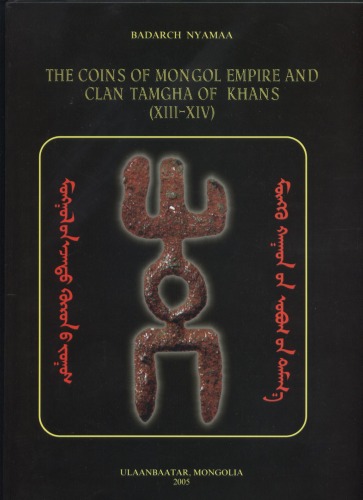 BADARCH NYAMAA
THE COINS OF MONGOL EMPIRE AND
CLAN TAMGHA OF KHANS
(XIII-XIV)
ULAANBAATAR, MONGOLIA
2005